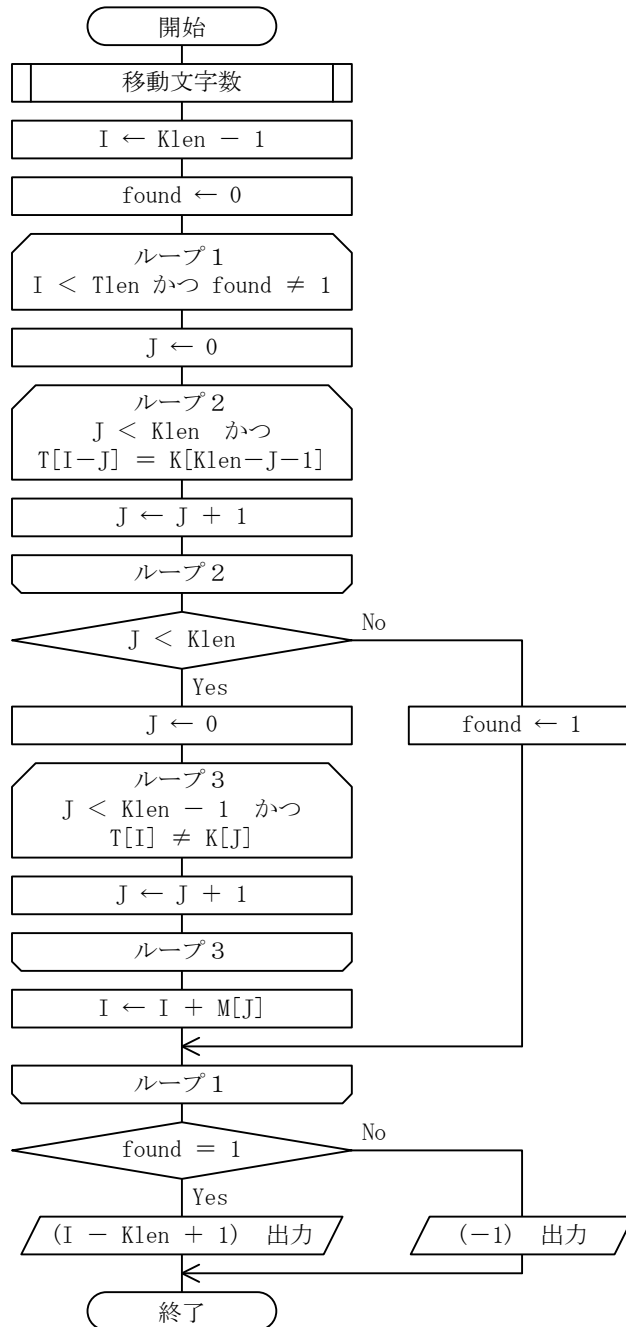 開始
移動文字数
I ← Klen － 1
found ← 0
ループ１
I < Tlen かつ found ≠ 1
J ← 0
ループ２
J < Klen　かつ
T[I－J] = K[Klen－J－1]
J ← J + 1
ループ２
J < Klen
No
Yes
J ← 0
found ← 1
ループ３
J < Klen － 1　かつ
T[I] ≠ K[J]
J ← J + 1
ループ３
I ← I + M[J]
ループ１
found = 1
No
Yes
(I － Klen + 1)　出力
(－1)　出力
終了